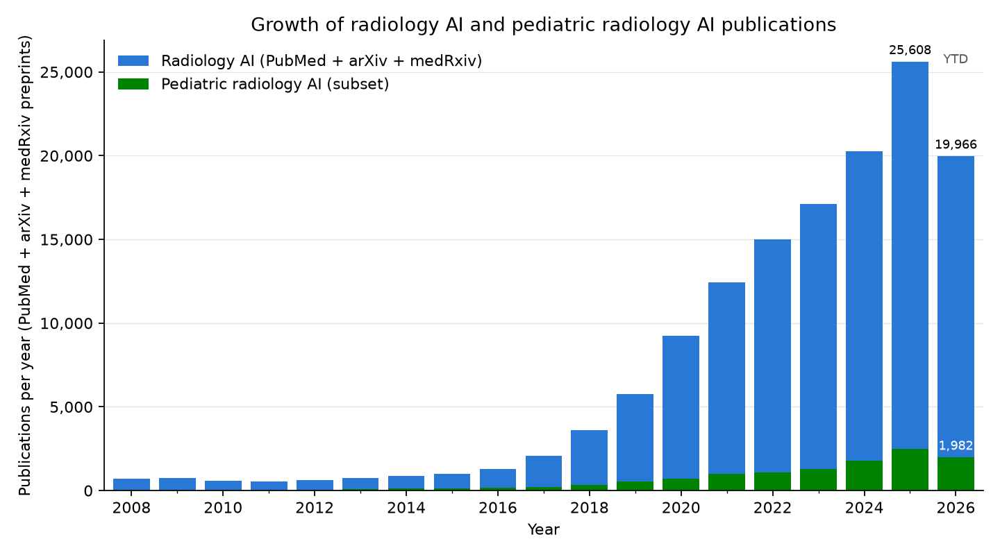 Growth of radiology AI and pediatric radiology AI publications
Radiology AI (PubMed + arXiv + medRxiv)
Pediatric radiology AI (subset)
25,608
YTD
19,966
1,982
Publications per year (PubMed + arXiv + medRxiv preprints)
25,000
20,000
15,000
10,000
5,000
0
2008 2010 2012 2014 2016 2018 2020 2022 2024 2026
Year